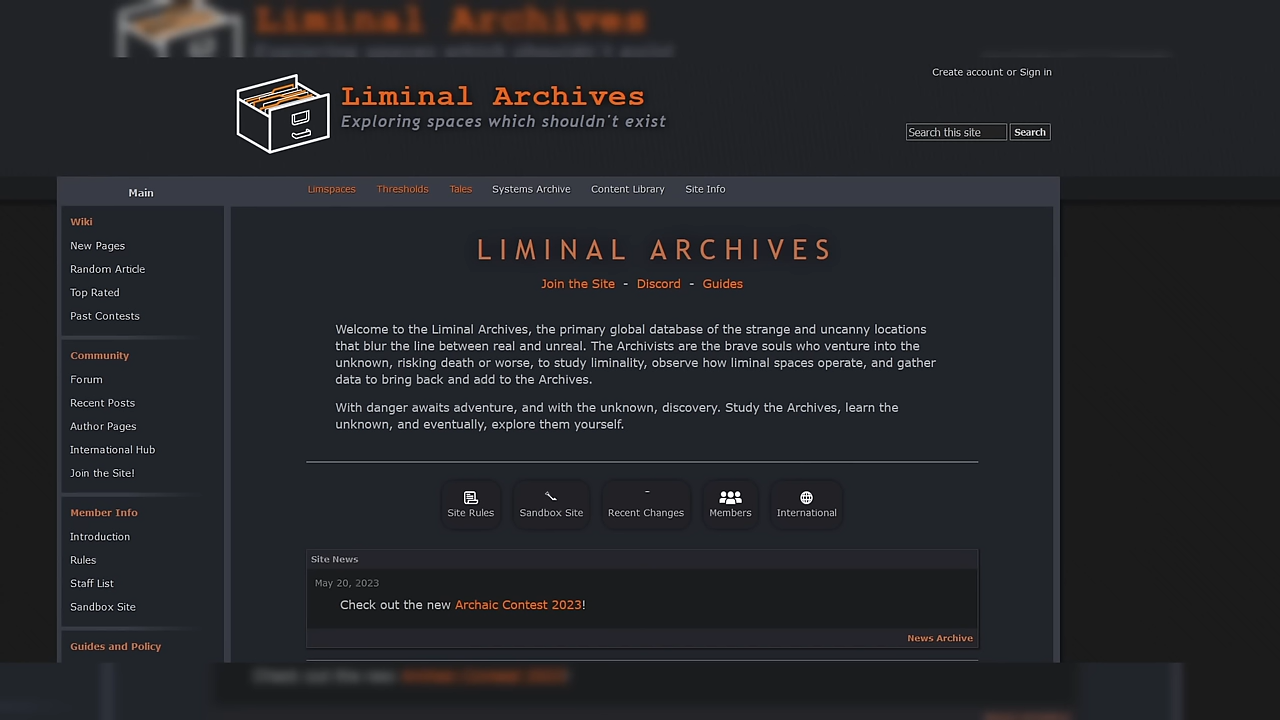 Liminal Archives
Exploring spaces which shouldn't exist
Create account or Sign in
Search this site Search
Main
Limspaces Thresholds Tales Systems Archive Content Library Site Info
Wiki
New Pages
Random Article
Top Rated
Past Contests
Community
Forum
Recent Posts
Author Pages
International Hub
Join the Site!
Member Info
Introduction
Rules
Staff List
Sandbox Site
Guides and Policy
LIMINAL ARCHIVES
Join the Site - Discord - Guides
Welcome to the Liminal Archives, the primary global database of the strange and uncanny locations
that blur the line between real and unreal. The Archivists are the brave souls who venture into the
unknown, risking death or worse, to study liminality, observe how liminal spaces operate, and gather
data to bring back and add to the Archives.
With danger awaits adventure, and with the unknown, discovery. Study the Archives, learn the
unknown, and eventually, explore them yourself.
Site Rules Sandbox Site Recent Changes Members International
Site News
May 20, 2023
Check out the new Archaic Contest 2023!
News Archive